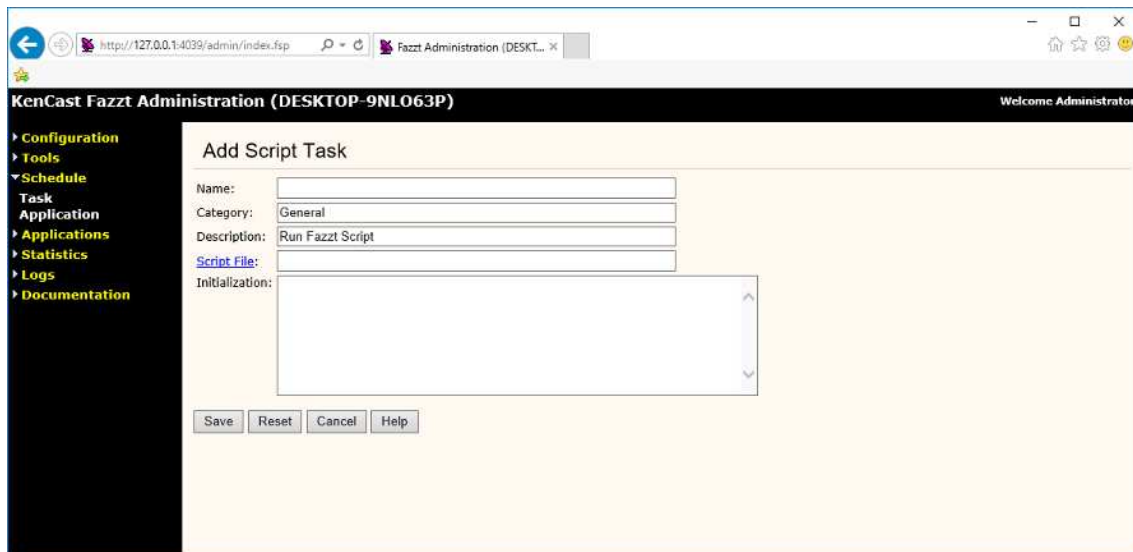 http://127.0.0.1:4039/admin/index.fsp
Fazzt Administration (DESKT...
KenCast Fazzt Administration (DESKTOP-9NLO63P)
Welcome Administrator
Configuration
Tools
Schedule
Task
Application
Applications
Statistics
Logs
Documentation
Add Script Task
Name:
Category: General
Description: Run Fazzt Script
Script File:
Initialization:
Save Reset Cancel Help